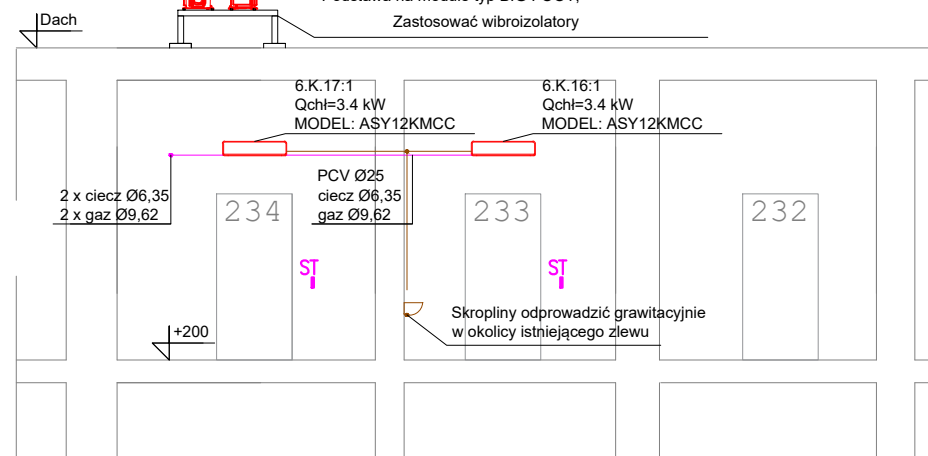 Zastosować wibroizolatory
Dach
6.K.17:1
Qchł=3.4 kW
MODEL: ASY12KMCC
6.K.16:1
Qchł=3.4 kW
MODEL: ASY12KMCC
2 x ciecz Ø6,35
2 x gaz Ø9,62
PCV Ø25
ciecz Ø6,35
gaz Ø9,62
234
233
232
ST
ST
Skropliny odprowadzić grawitacyjnie
w okolicy istniejącego zlewu
+200